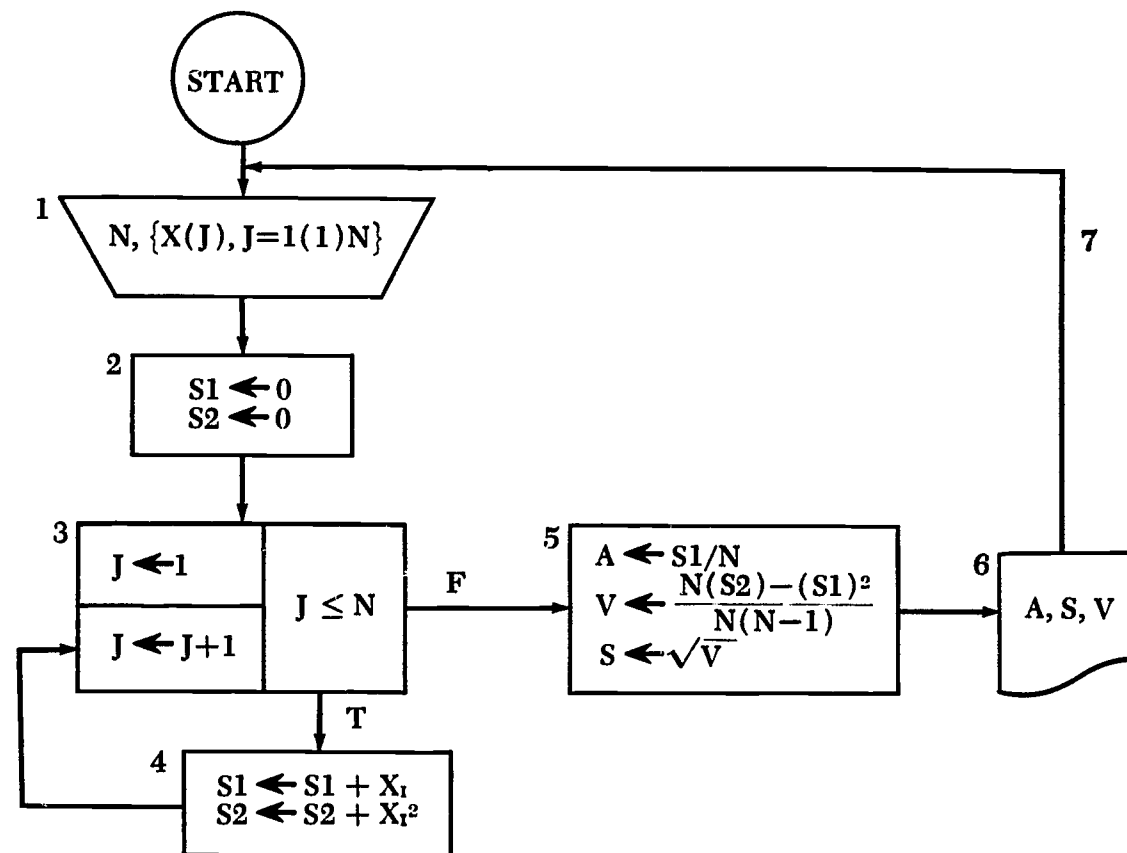 START
1
N, {X(J), J=1(1)N}
7
2
S1 ← 0
S2 ← 0
3
J ← 1
J ← J+1
J ≤ N
F
T
4
S1 ← S1 + X_I
S2 ← S2 + X_I²
5
A ← S1/N
V ← N(S2)−(S1)² / N(N−1)
S ← √V
6
A, S, V